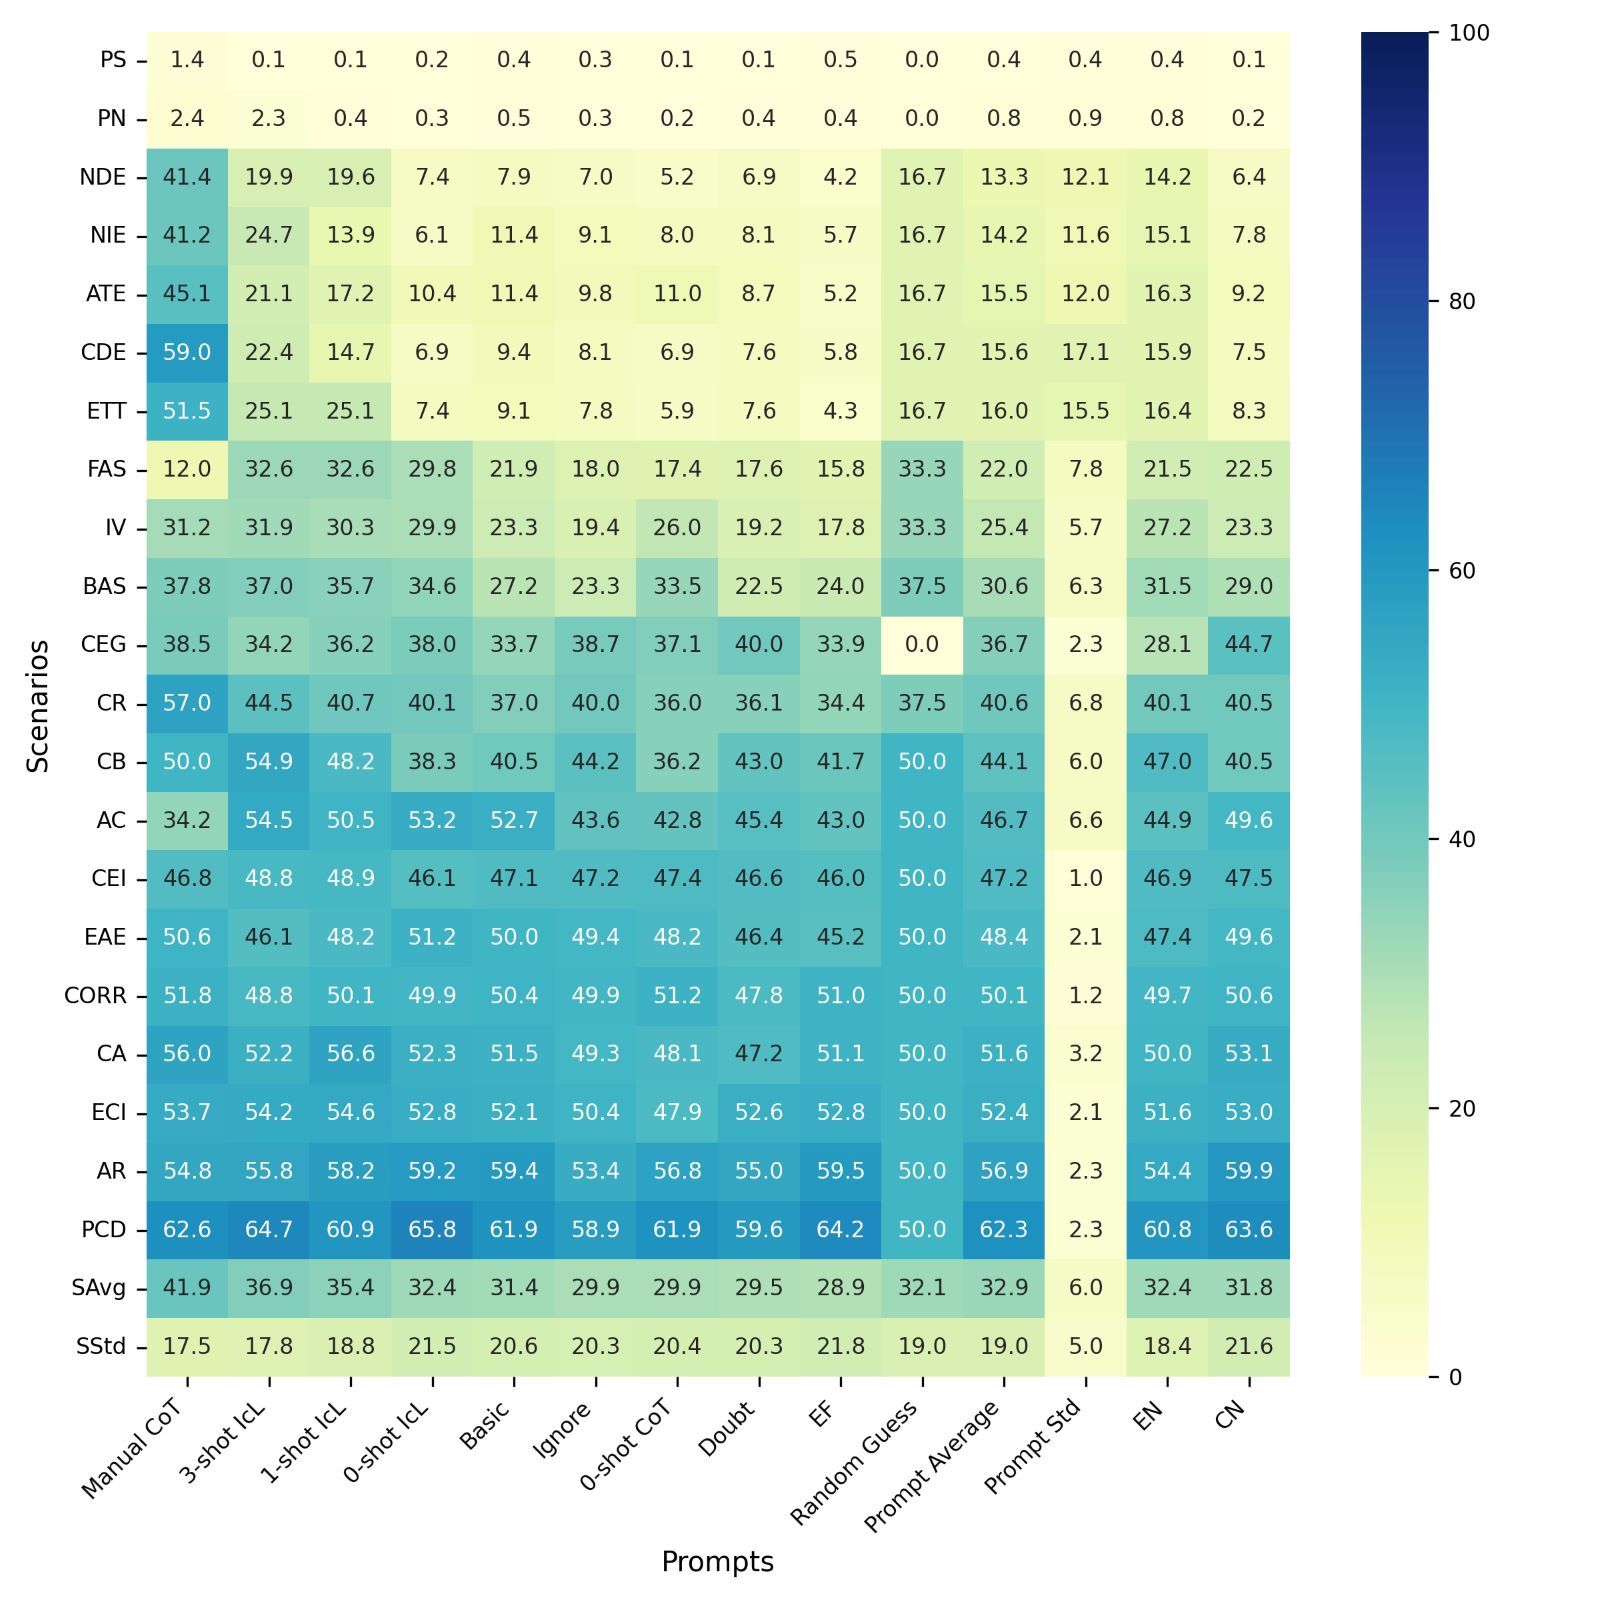 PS 1.4 0.1 0.1 0.2 0.4 0.3 0.1 0.1 0.5 0.0 0.4 0.4 0.4 0.1 100
PN 2.4 2.3 0.4 0.3 0.5 0.3 0.2 0.4 0.4 0.0 0.8 0.9 0.8 0.2
NDE 41.4 19.9 19.6 7.4 7.9 7.0 5.2 6.9 4.2 16.7 13.3 12.1 14.2 6.4
NIE 41.2 24.7 13.9 6.1 11.4 9.1 8.0 8.1 5.7 16.7 14.2 11.6 15.1 7.8
ATE 45.1 21.1 17.2 10.4 11.4 9.8 11.0 8.7 5.2 16.7 15.5 12.0 16.3 9.2 80
CDE 59.0 22.4 14.7 6.9 9.4 8.1 6.9 7.6 5.8 16.7 15.6 17.1 15.9 7.5
ETT 51.5 25.1 25.1 7.4 9.1 7.8 5.9 7.6 4.3 16.7 16.0 15.5 16.4 8.3
FAS 12.0 32.6 32.6 29.8 21.9 18.0 17.4 17.6 15.8 33.3 22.0 7.8 21.5 22.5
IV 31.2 31.9 30.3 29.9 23.3 19.4 26.0 19.2 17.8 33.3 25.4 5.7 27.2 23.3
BAS 37.8 37.0 35.7 34.6 27.2 23.3 33.5 22.5 24.0 37.5 30.6 6.3 31.5 29.0 60
CEG 38.5 34.2 36.2 38.0 33.7 38.7 37.1 40.0 33.9 0.0 36.7 2.3 28.1 44.7
CR 57.0 44.5 40.7 40.1 37.0 40.0 36.0 36.1 34.4 37.5 40.6 6.8 40.1 40.5
Scenarios
CB 50.0 54.9 48.2 38.3 40.5 44.2 36.2 43.0 41.7 50.0 44.1 6.0 47.0 40.5
AC 34.2 54.5 50.5 53.2 52.7 43.6 42.8 45.4 43.0 50.0 46.7 6.6 44.9 49.6 40
CEI 46.8 48.8 48.9 46.1 47.1 47.2 47.4 46.6 46.0 50.0 47.2 1.0 46.9 47.5
EAE 50.6 46.1 48.2 51.2 50.0 49.4 48.2 46.4 45.2 50.0 48.4 2.1 47.4 49.6
CORR 51.8 48.8 50.1 49.9 50.4 49.9 51.2 47.8 51.0 50.0 50.1 1.2 49.7 50.6
CA 56.0 52.2 56.6 52.3 51.5 49.3 48.1 47.2 51.1 50.0 51.6 3.2 50.0 53.1
ECI 53.7 54.2 54.6 52.8 52.1 50.4 47.9 52.6 52.8 50.0 52.4 2.1 51.6 53.0 20
AR 54.8 55.8 58.2 59.2 59.4 53.4 56.8 55.0 59.5 50.0 56.9 2.3 54.4 59.9
PCD 62.6 64.7 60.9 65.8 61.9 58.9 61.9 59.6 64.2 50.0 62.3 2.3 60.8 63.6
SAvg 41.9 36.9 35.4 32.4 31.4 29.9 29.9 29.5 28.9 32.1 32.9 6.0 32.4 31.8
SStd 17.5 17.8 18.8 21.5 20.6 20.3 20.4 20.3 21.8 19.0 19.0 5.0 18.4 21.6 0
Manual CoT
3-shot IcL
1-shot IcL
0-shot IcL
Basic
Ignore
0-shot CoT
Doubt
EF
Random Guess
Prompt Average
Prompt Std
EN
CN
Prompts